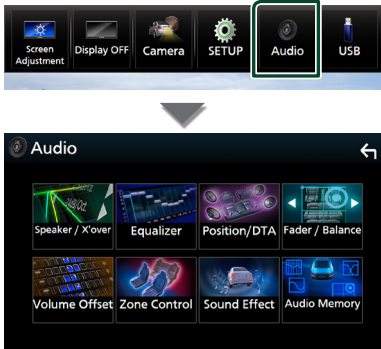 Screen
Adjustment
Display OFF
Camera
SETUP
Audio
USB
Audio
Speaker / X'over
Equalizer
Position/DTA
Fader / Balance
Volume Offset
Zone Control
Sound Effect
Audio Memory